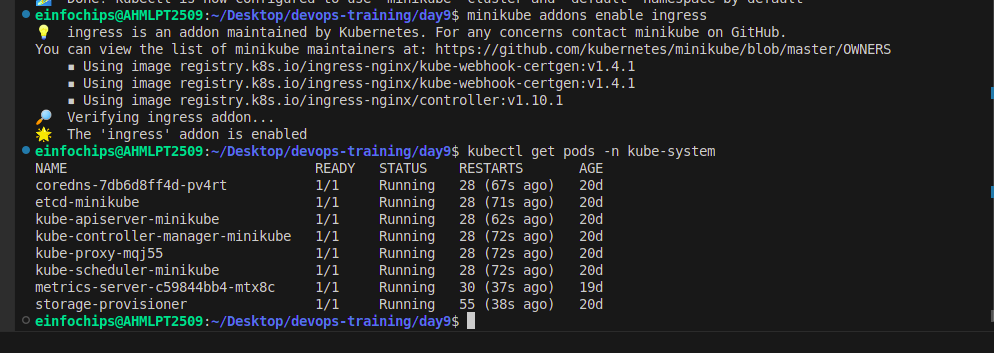 Done! kubectl is now configured to use "minikube" cluster and "default" namespace by default
einfochips@AHMLPT2509:~/Desktop/devops-training/day9$ minikube addons enable ingress
💡  ingress is an addon maintained by Kubernetes. For any concerns contact minikube on GitHub.
You can view the list of minikube maintainers at: https://github.com/kubernetes/minikube/blob/master/OWNERS
    ▪ Using image registry.k8s.io/ingress-nginx/kube-webhook-certgen:v1.4.1
    ▪ Using image registry.k8s.io/ingress-nginx/kube-webhook-certgen:v1.4.1
    ▪ Using image registry.k8s.io/ingress-nginx/controller:v1.10.1
🔎  Verifying ingress addon...
🌟  The 'ingress' addon is enabled
einfochips@AHMLPT2509:~/Desktop/devops-training/day9$ kubectl get pods -n kube-system
NAME                               READY   STATUS    RESTARTS       AGE
coredns-7db6d8ff4d-pv4rt           1/1     Running   28 (67s ago)   20d
etcd-minikube                      1/1     Running   28 (71s ago)   20d
kube-apiserver-minikube            1/1     Running   28 (62s ago)   20d
kube-controller-manager-minikube   1/1     Running   28 (72s ago)   20d
kube-proxy-mqj55                   1/1     Running   28 (72s ago)   20d
kube-scheduler-minikube            1/1     Running   28 (72s ago)   20d
metrics-server-c59844bb4-mtx8c     1/1     Running   30 (37s ago)   19d
storage-provisioner                1/1     Running   55 (38s ago)   20d
einfochips@AHMLPT2509:~/Desktop/devops-training/day9$